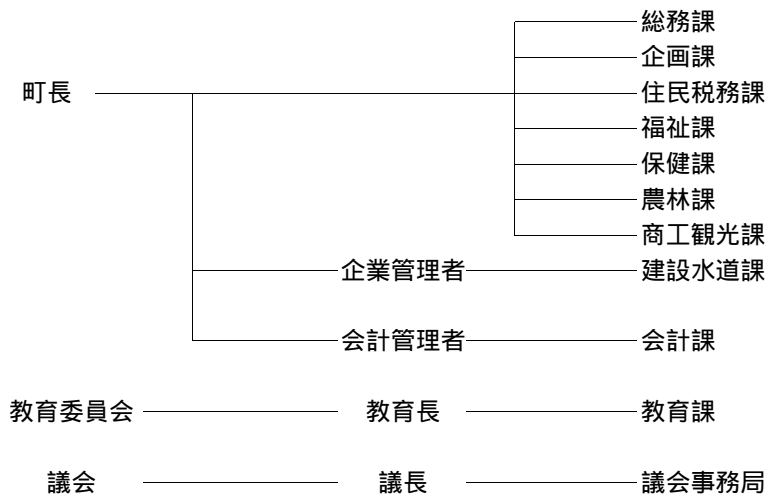 総務課
企画課
町長
住民税務課
福祉課
保健課
農林課
商工観光課
企業管理者
建設水道課
会計管理者
会計課
教育委員会
教育長
教育課
議会
議長
議会事務局